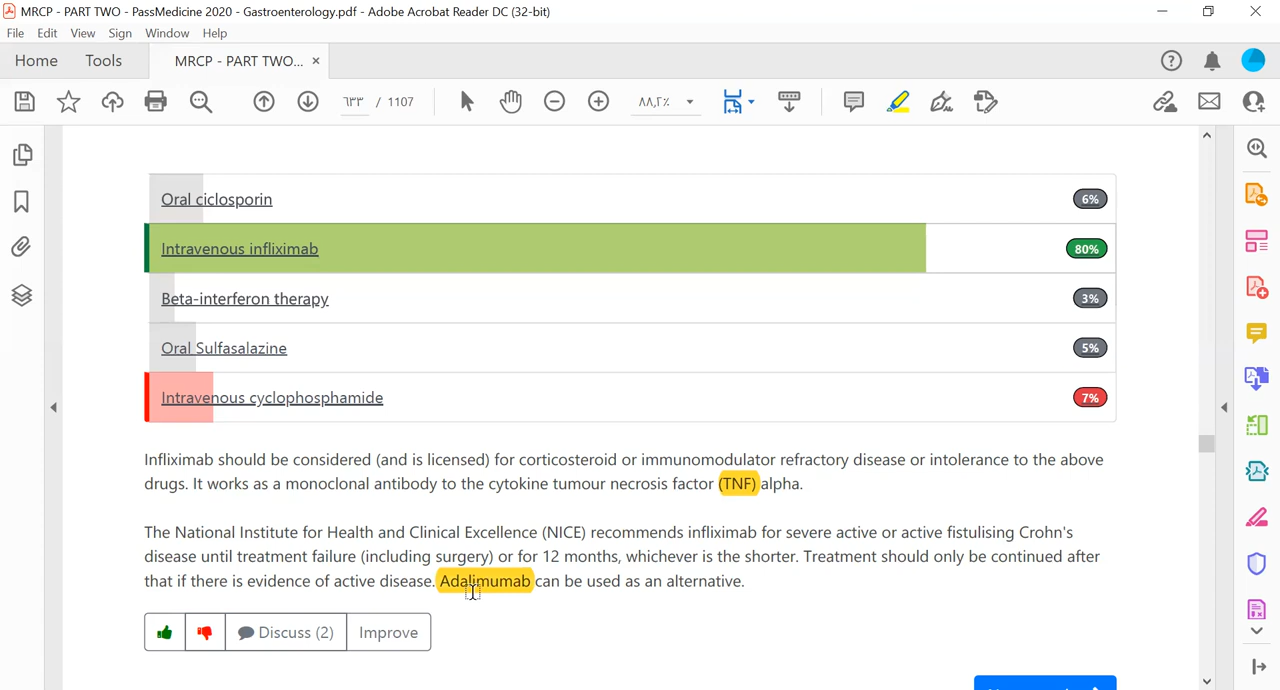 MRCP - PART TWO - PassMedicine 2020 - Gastroenterology.pdf - Adobe Acrobat Reader DC (32-bit)
File Edit View Sign Window Help
Home Tools MRCP - PART TWO... ×
٦٣٣ / 1107 ٨٨,٢٪
Oral ciclosporin 6%
Intravenous infliximab 80%
Beta-interferon therapy 3%
Oral Sulfasalazine 5%
Intravenous cyclophosphamide 7%
Infliximab should be considered (and is licensed) for corticosteroid or immunomodulator refractory disease or intolerance to the above
drugs. It works as a monoclonal antibody to the cytokine tumour necrosis factor (TNF) alpha.
The National Institute for Health and Clinical Excellence (NICE) recommends infliximab for severe active or active fistulising Crohn's
disease until treatment failure (including surgery) or for 12 months, whichever is the shorter. Treatment should only be continued after
that if there is evidence of active disease. Adalimumab can be used as an alternative.
Discuss (2) Improve